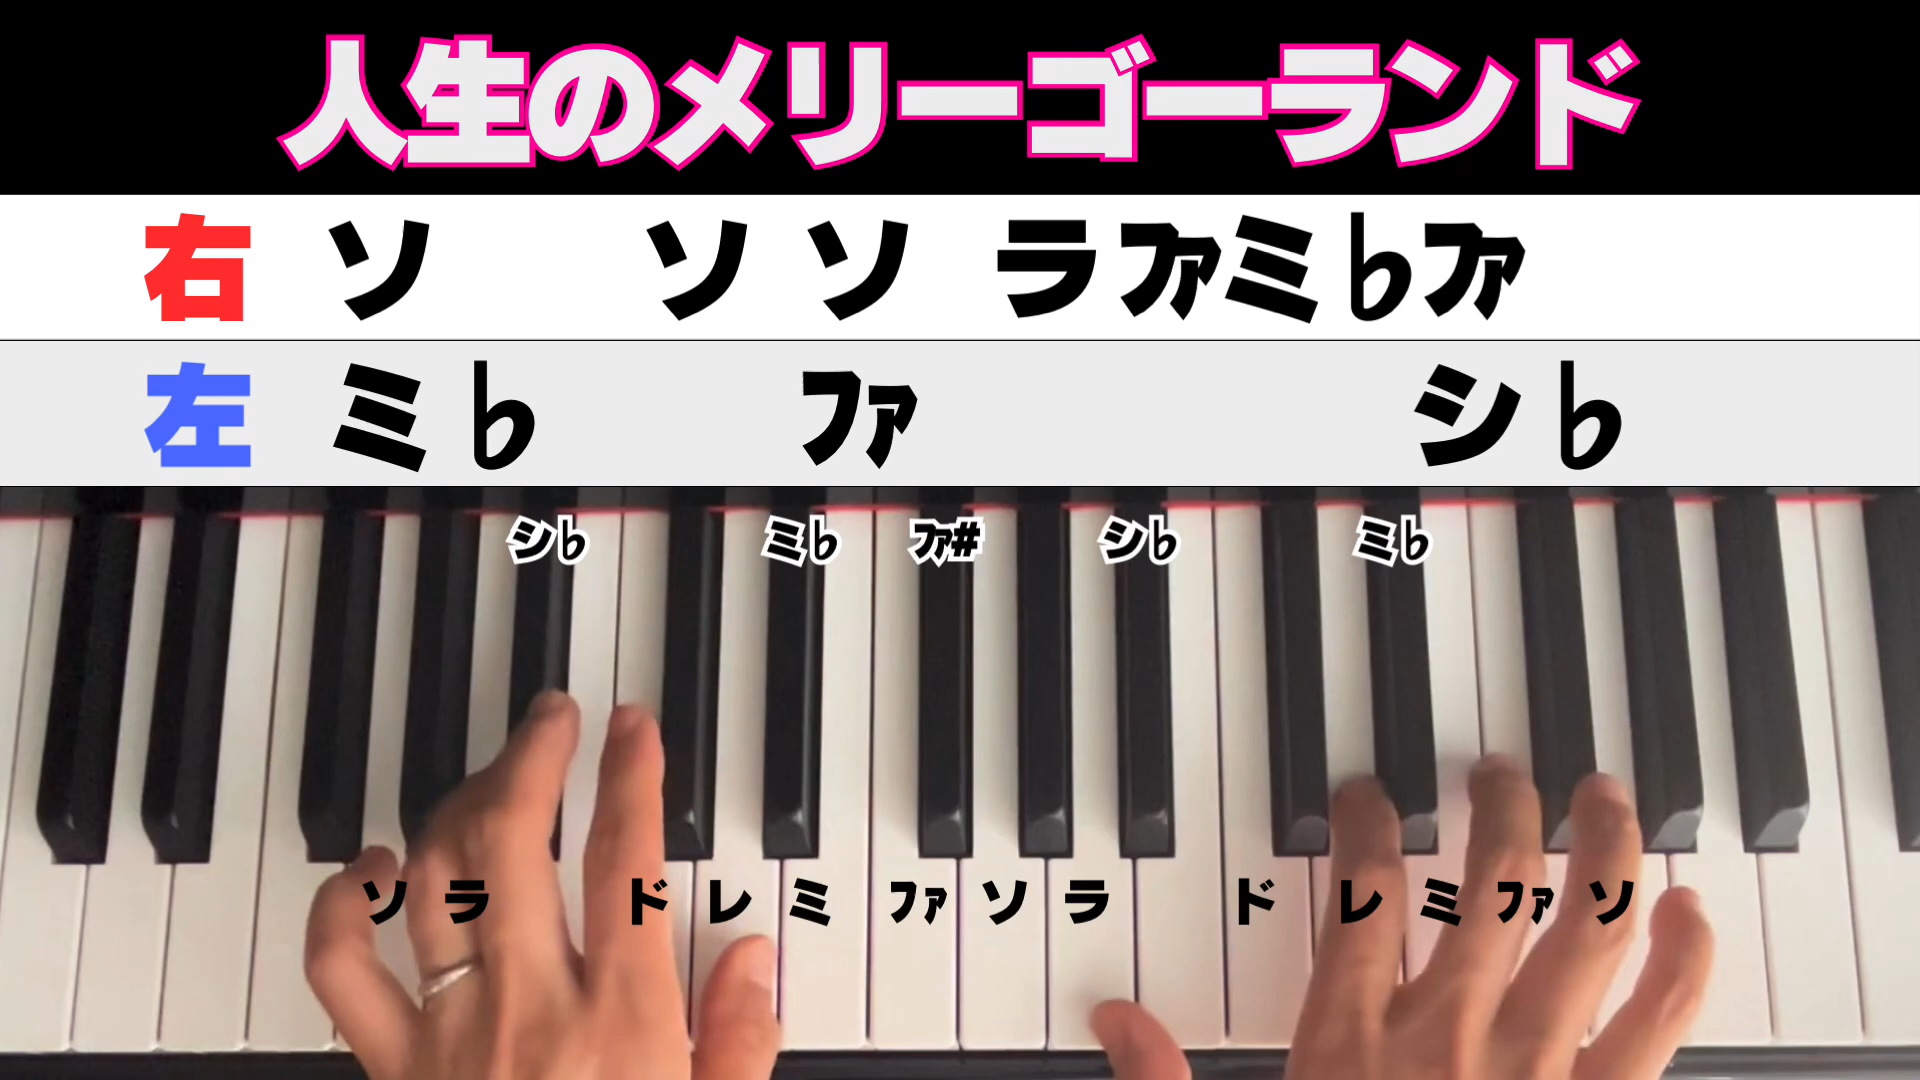 人生のメリーゴーランド
右 ソ ソ ソ ラファミ♭ファ
左 ミ♭ ファ シ♭
シ♭ ミ♭ ファ# シ♭ ミ♭
ソ ラ ド レ ミ ファ ソ ラ ド レ ミ ファ ソ